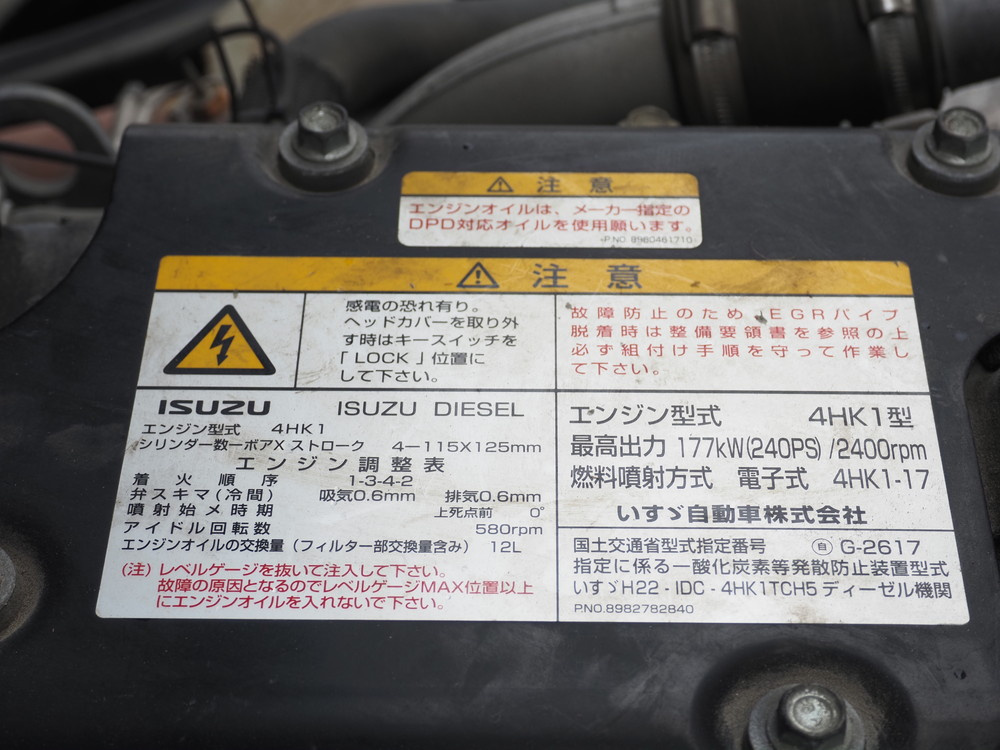 ⚠ 注意
エンジンオイルは、メーカー指定の
DPD対応オイルを使用願います。
P.NO. 8980461710
⚠ 注意
感電の恐れ有り。
ヘッドカバーを取り外
す時はキースイッチを
「LOCK」位置に
して下さい。
故障防止のため、EGRパイプ
脱着時は整備要領書を参照の上
必ず組付け手順を守って作業し
て下さい。
ISUZU ISUZU DIESEL
エンジン型式 4HK1
シリンダー数ーボアX ストローク 4-115X125mm
エンジン調整表
着火順序 1-3-4-2
弁スキマ(冷間) 吸気0.6mm 排気0.6mm
噴射始メ時期 上死点前 0°
アイドル回転数 580rpm
エンジンオイルの交換量(フィルター部交換量含み) 12L
(注)レベルゲージを抜いて注入して下さい。
故障の原因となるのでレベルゲージMAX位置以上
にエンジンオイルを入れないで下さい。
エンジン型式 4HK1型
最高出力 177kW(240PS)/2400rpm
燃料噴射方式 電子式 4HK1-17
いすゞ自動車株式会社
国土交通省型式指定番号 ㊐ G-2617
指定に係る一酸化炭素等発散防止装置型式
いすゞH22-IDC-4HK1TCH5ディーゼル機関
P.NO.8982782840